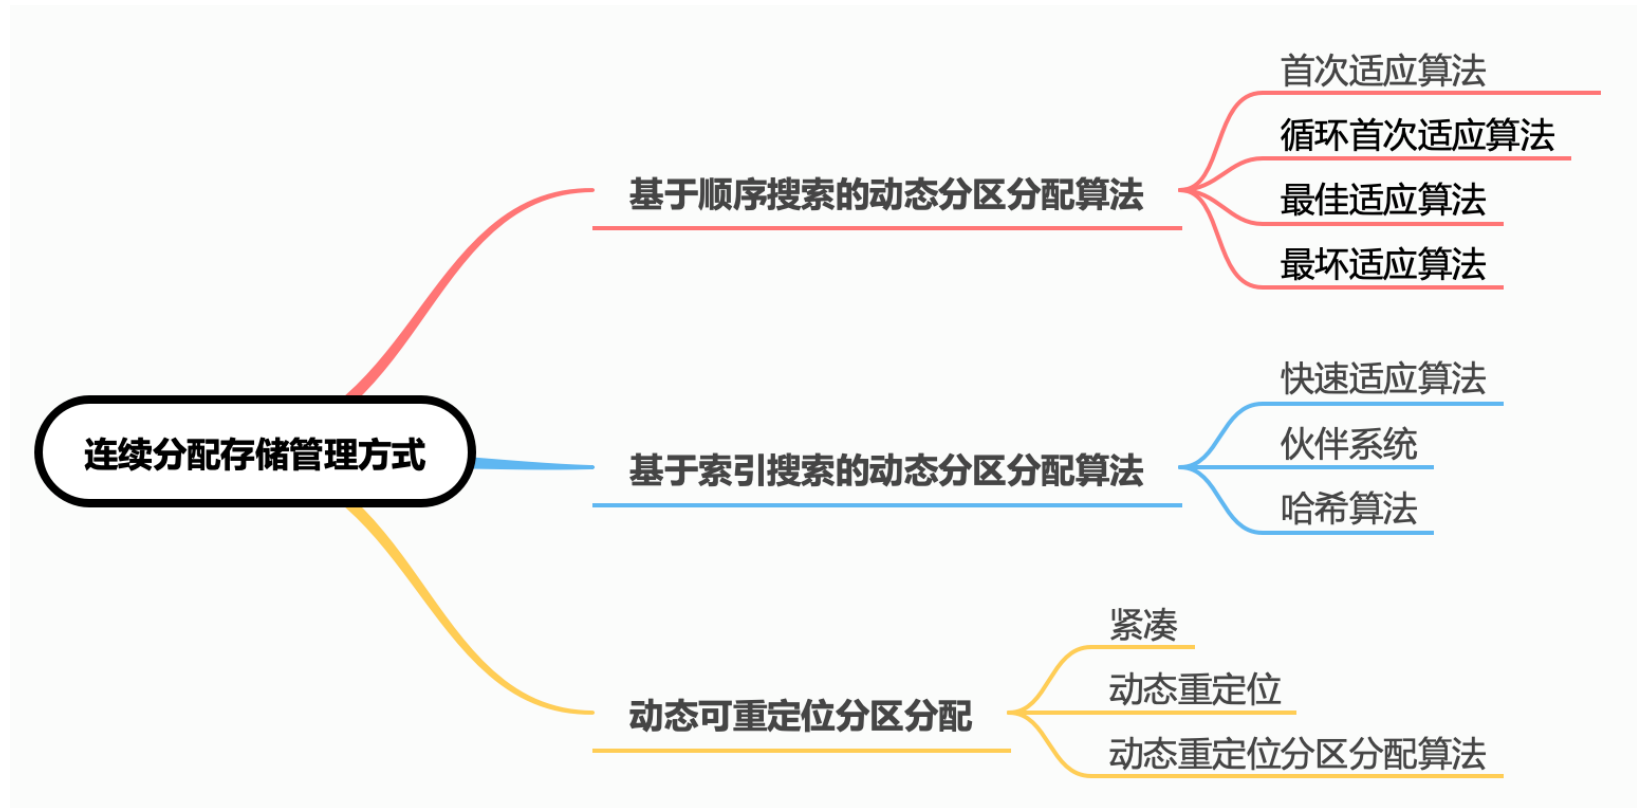 首次适应算法
循环首次适应算法
基于顺序搜索的动态分区分配算法
最佳适应算法
最坏适应算法
连续分配存储管理方式
快速适应算法
基于索引搜索的动态分区分配算法
伙伴系统
哈希算法
动态可重定位分区分配
紧凑
动态重定位
动态重定位分区分配算法